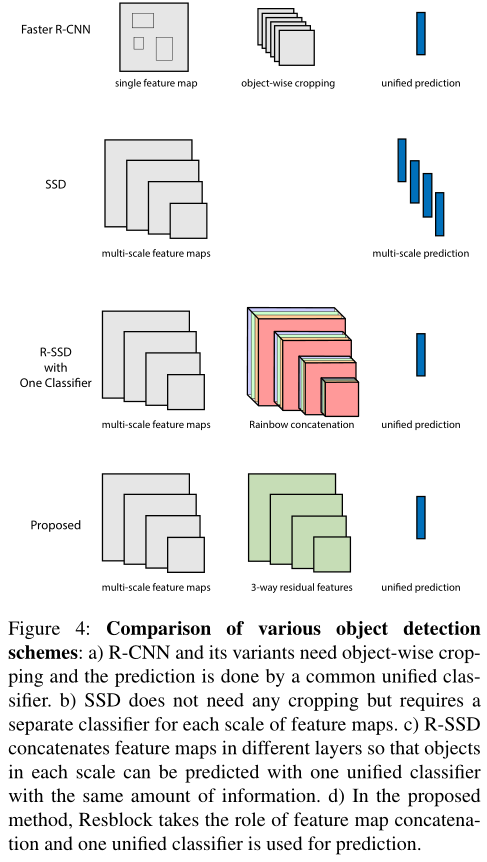 Faster R-CNN
single feature map
object-wise cropping
unified prediction
SSD
multi-scale feature maps
multi-scale prediction
R-SSD
with
One Classifier
multi-scale feature maps
Rainbow concatenation
unified prediction
Proposed
multi-scale feature maps
3-way residual features
unified prediction
Figure 4: Comparison of various object detection
schemes: a) R-CNN and its variants need object-wise crop-
ping and the prediction is done by a common unified clas-
sifier. b) SSD does not need any cropping but requires a
separate classifier for each scale of feature maps. c) R-SSD
concatenates feature maps in different layers so that objects
in each scale can be predicted with one unified classifier
with the same amount of information. d) In the proposed
method, Resblock takes the role of feature map concatena-
tion and one unified classifier is used for prediction.